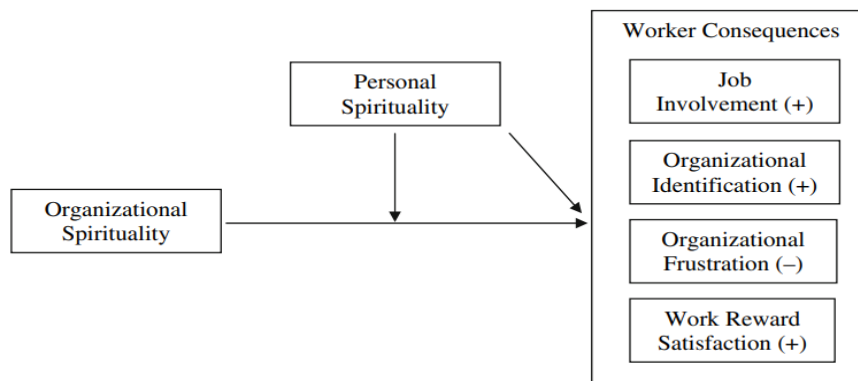 Worker Consequences
Personal
Spirituality
Job
Involvement (+)
Organizational
Identification (+)
Organizational
Spirituality
Organizational
Frustration (–)
Work Reward
Satisfaction (+)